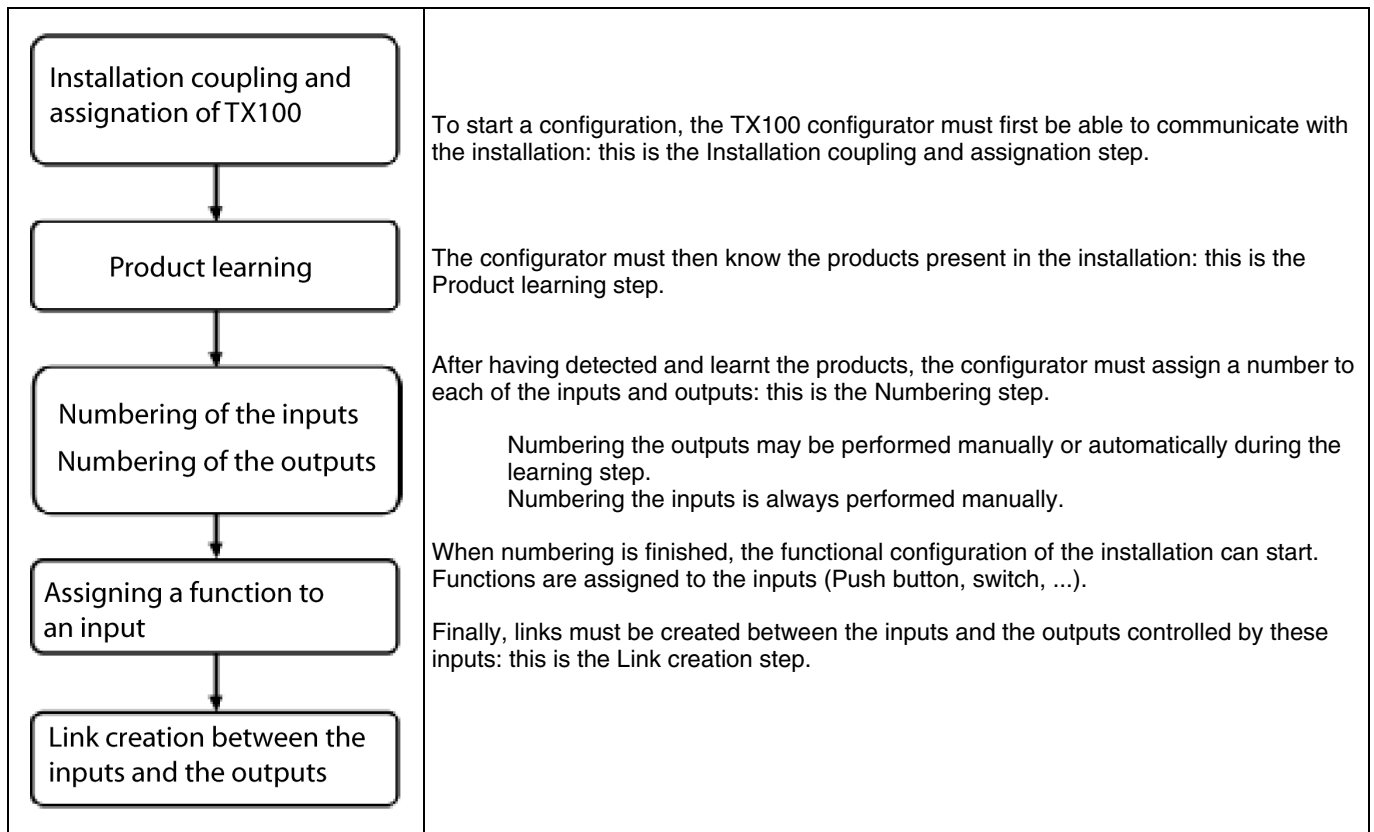 Installation coupling and
assignation of TX100
To start a configuration, the TX100 configurator must first be able to communicate with
the installation: this is the Installation coupling and assignation step.
Product learning
The configurator must then know the products present in the installation: this is the
Product learning step.
Numbering of the inputs
Numbering of the outputs
After having detected and learnt the products, the configurator must assign a number to
each of the inputs and outputs: this is the Numbering step.
Numbering the outputs may be performed manually or automatically during the
learning step.
Numbering the inputs is always performed manually.
Assigning a function to
an input
When numbering is finished, the functional configuration of the installation can start.
Functions are assigned to the inputs (Push button, switch, ...).
Link creation between the
inputs and the outputs
Finally, links must be created between the inputs and the outputs controlled by these
inputs: this is the Link creation step.